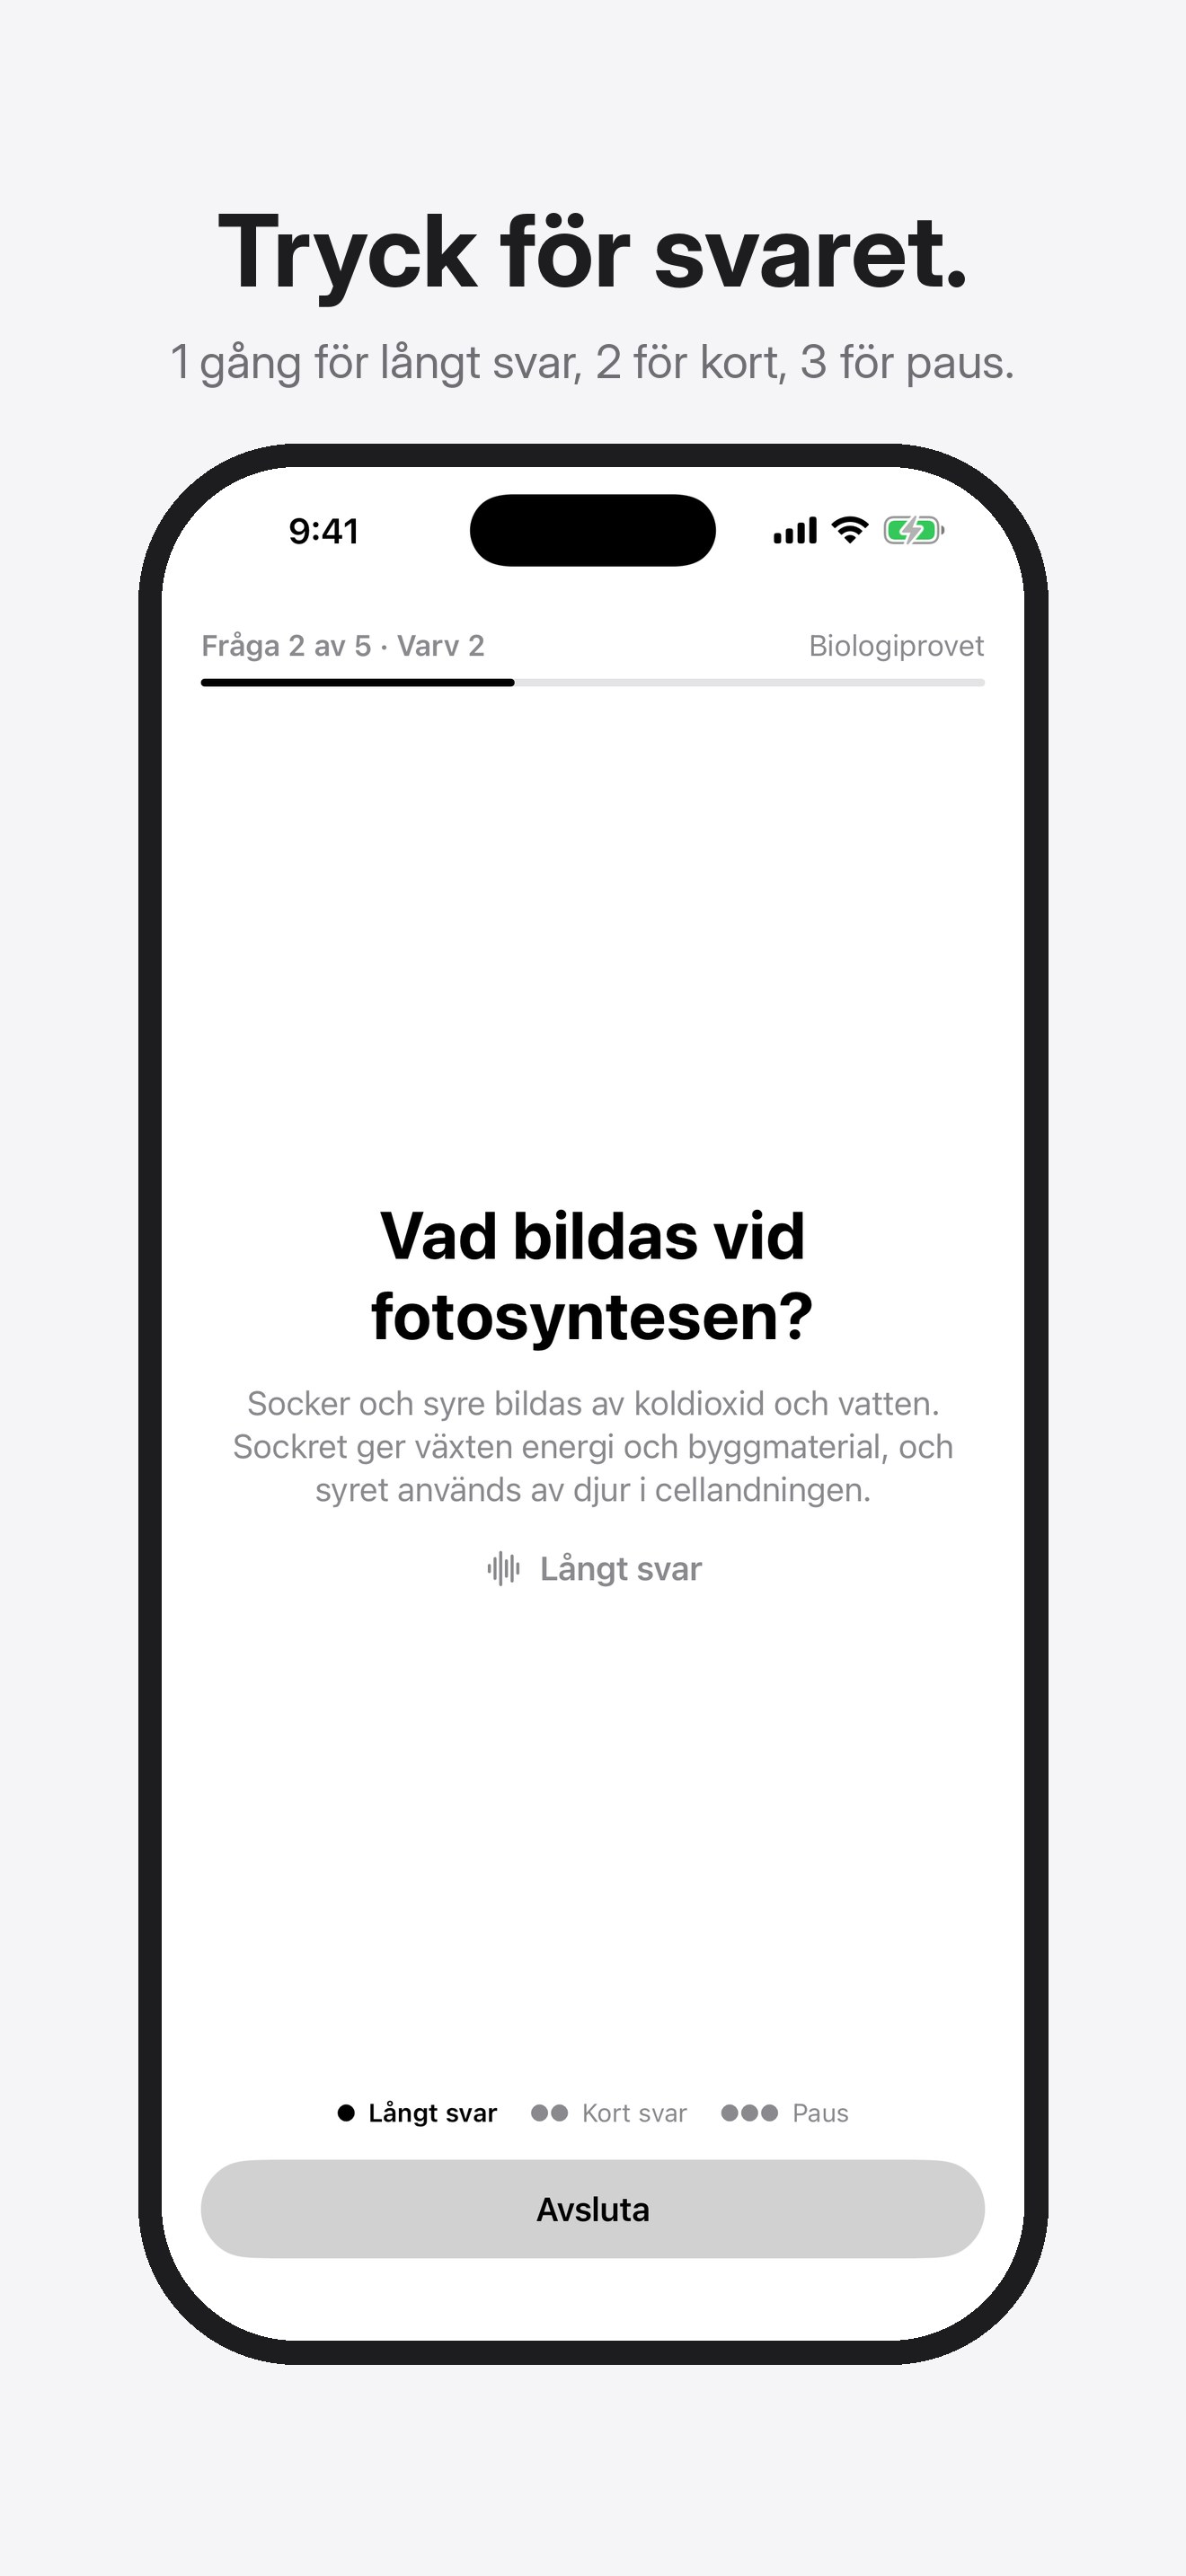 Tryck för svaret.
1 gång för långt svar, 2 för kort, 3 för paus.
9:41
Fråga 2 av 5 · Varv 2
Biologiprovet
Vad bildas vid
fotosyntesen?
Socker och syre bildas av koldioxid och vatten.
Sockret ger växten energi och byggmaterial, och
syret används av djur i cellandningen.
Långt svar
Långt svar
Kort svar
Paus
Avsluta